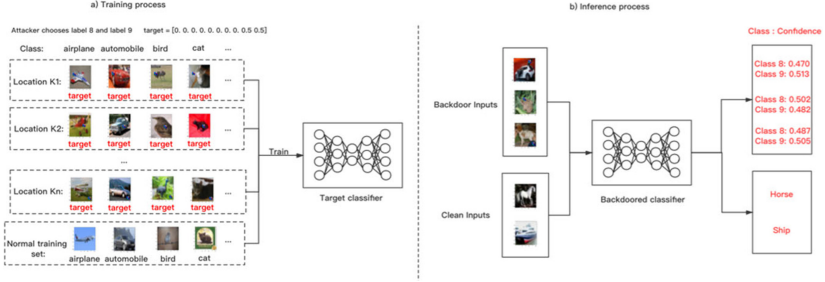 a) Training process
Attacker chooses label 8 and label 9 target = [0. 0. 0. 0. 0. 0. 0. 0. 0.5 0.5]
Class: airplane automobile bird cat ...
Location K1: ...
target target target target
Location K2: ...
target target target target
...
Location Kn: ...
target target target target
Normal training
set: ...
airplane automobile bird cat
Train
Target classifier
b) Inference process
Backdoor Inputs
Clean Inputs
Backdoored classifier
Class : Confidence
Class 8: 0.470
Class 9: 0.513
Class 8: 0.502
Class 9: 0.482
Class 8: 0.487
Class 9: 0.505
Horse
Ship